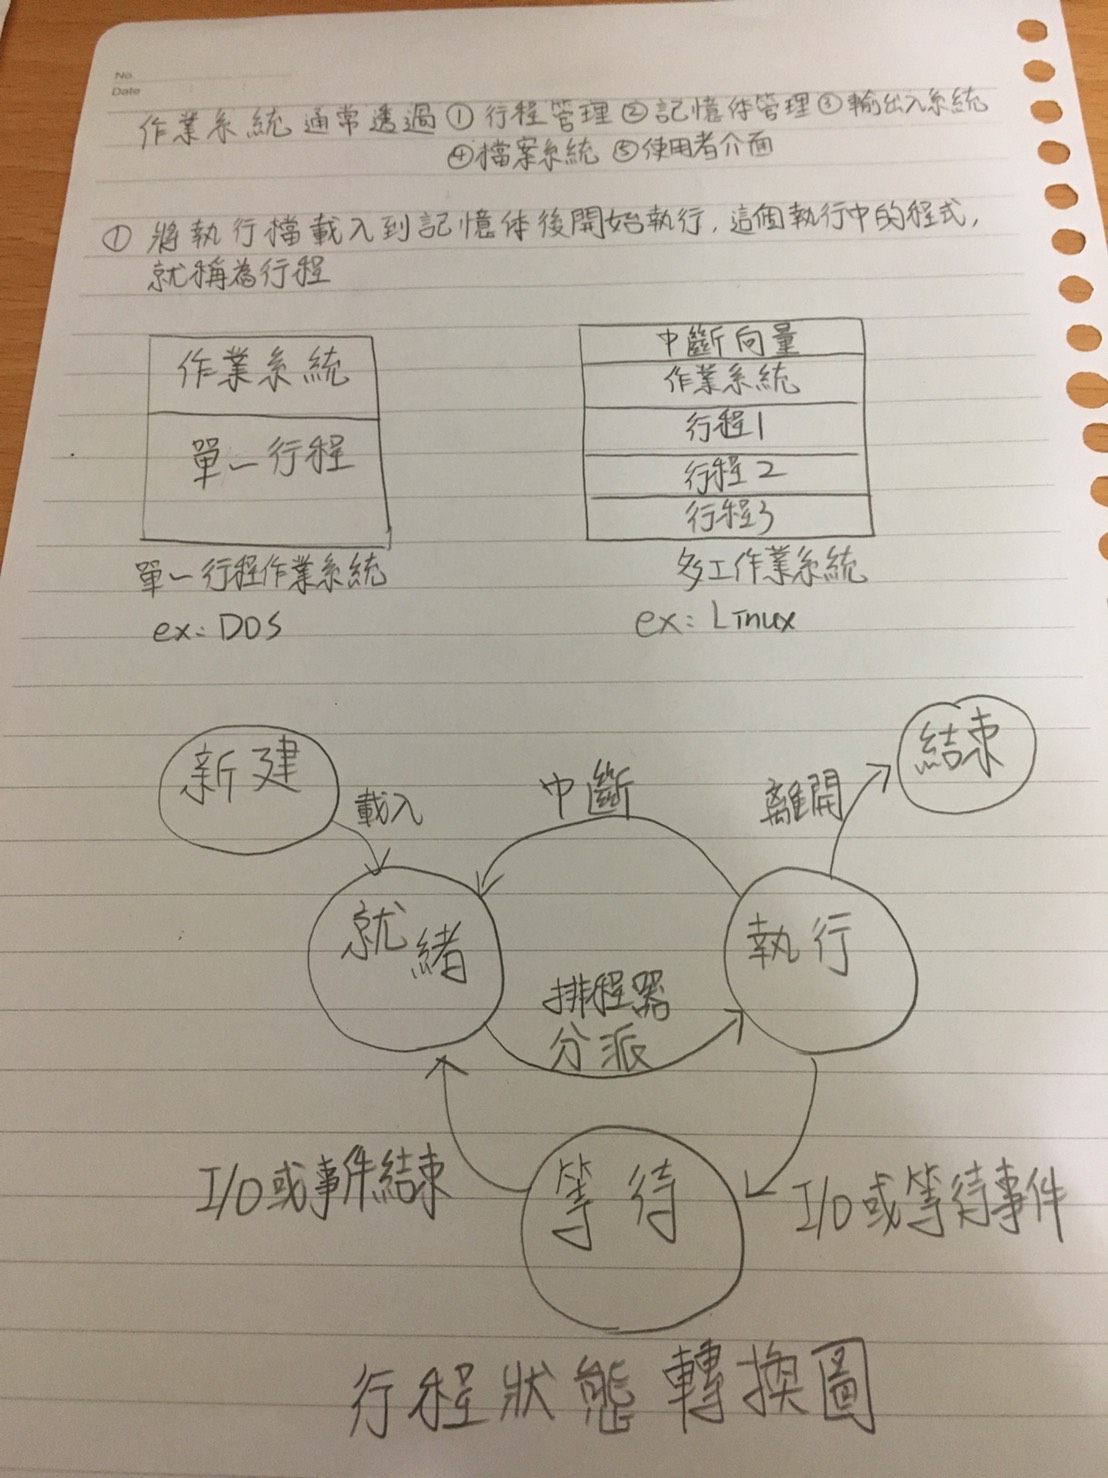 No.
Date
作業系統通常透過①行程管理②記憶体管理③輸出入系統
④檔案系統⑤使用者介面
①將執行檔載入到記憶体後開始執行,這個執行中的程式,
就稱為行程
作業系統
單一行程
單一行程作業系統
ex: DOS
中斷向量
作業系統
行程1
行程2
行程3
多工作業系統
ex: Linux
新建
載入
中斷
離開
結束
就緒
執行
排程器
分派
I/O或事件結束
等待
I/O或等待事件
行程狀態轉換圖